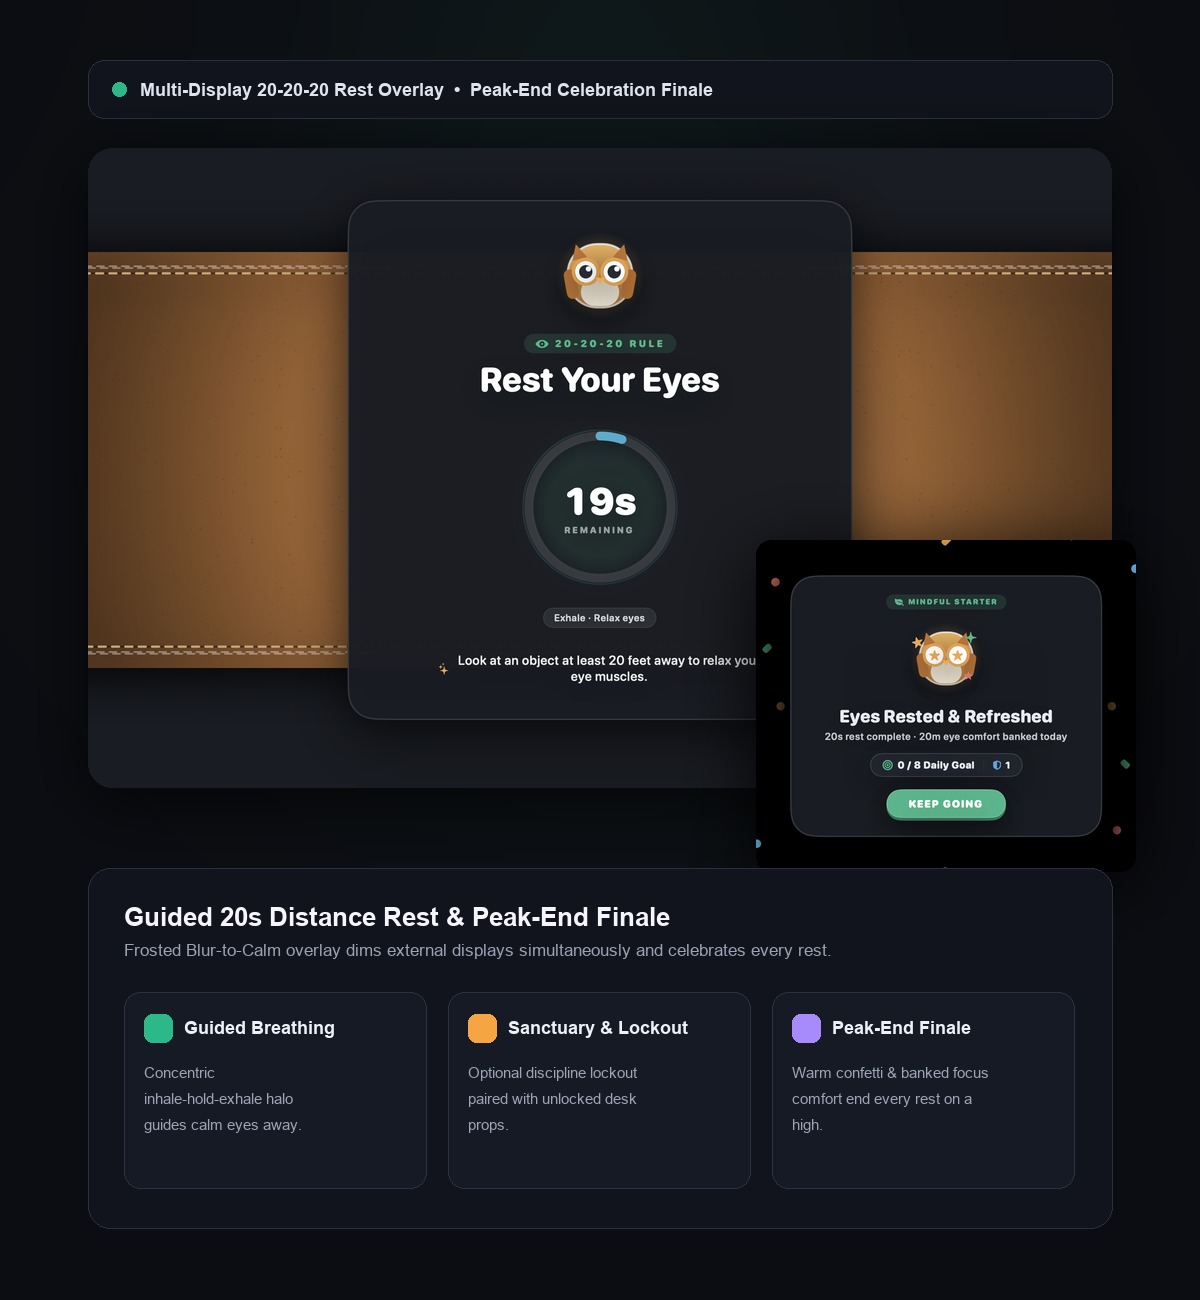 Multi-Display 20-20-20 Rest Overlay • Peak-End Celebration Finale
20-20-20 RULE
Rest Your Eyes
19s
REMAINING
Exhale · Relax eyes
Look at an object at least 20 feet away to relax you
eye muscles.
MINDFUL STARTER
Eyes Rested & Refreshed
20s rest complete · 20m eye comfort banked today
0 / 8 Daily Goal 1
KEEP GOING
Guided 20s Distance Rest & Peak-End Finale
Frosted Blur-to-Calm overlay dims external displays simultaneously and celebrates every rest.
Guided Breathing
Concentric
inhale-hold-exhale halo
guides calm eyes away.
Sanctuary & Lockout
Optional discipline lockout
paired with unlocked desk
props.
Peak-End Finale
Warm confetti & banked focus
comfort end every rest on a
high.